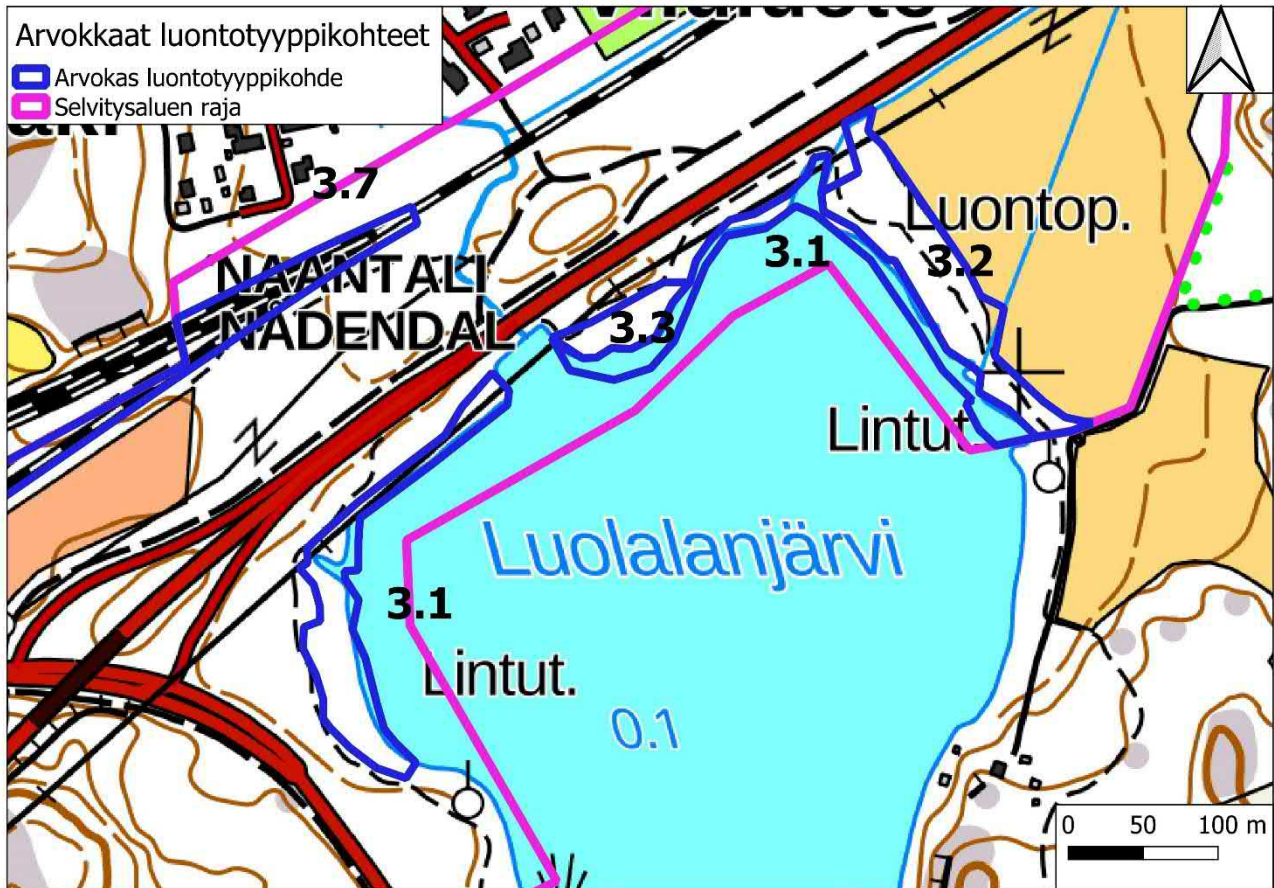 Arvokkaat luontotyyppikohteet
Arvokas luontotyyppikohde
Selvitysaluen raja
3.7
Luontop.
3.1
3.2
NAANTALI
NÅDENDAL
3.3
Lintut.
Luolalanjärvi
3.1
Lintut.
0.1
0 50 100 m